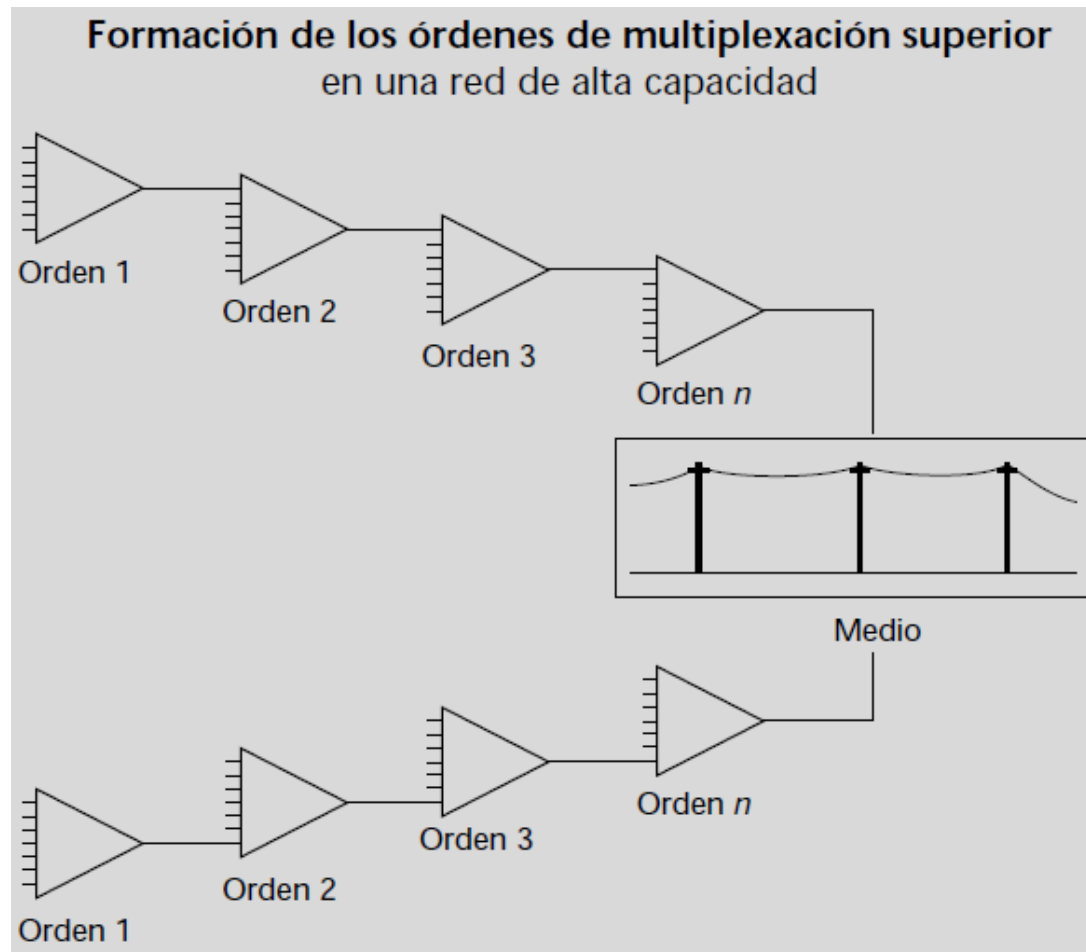 Formación de los órdenes de multiplexación superior
en una red de alta capacidad
Orden 1
Orden 2
Orden 3
Orden n
Medio
Orden n
Orden 3
Orden 2
Orden 1